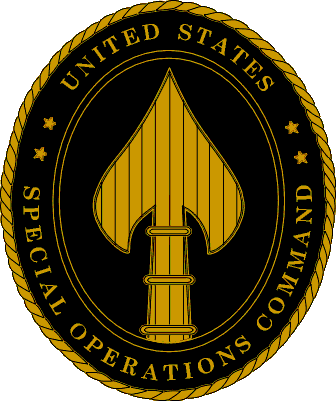 UNITED STATES
SPECIAL OPERATIONS COMMAND